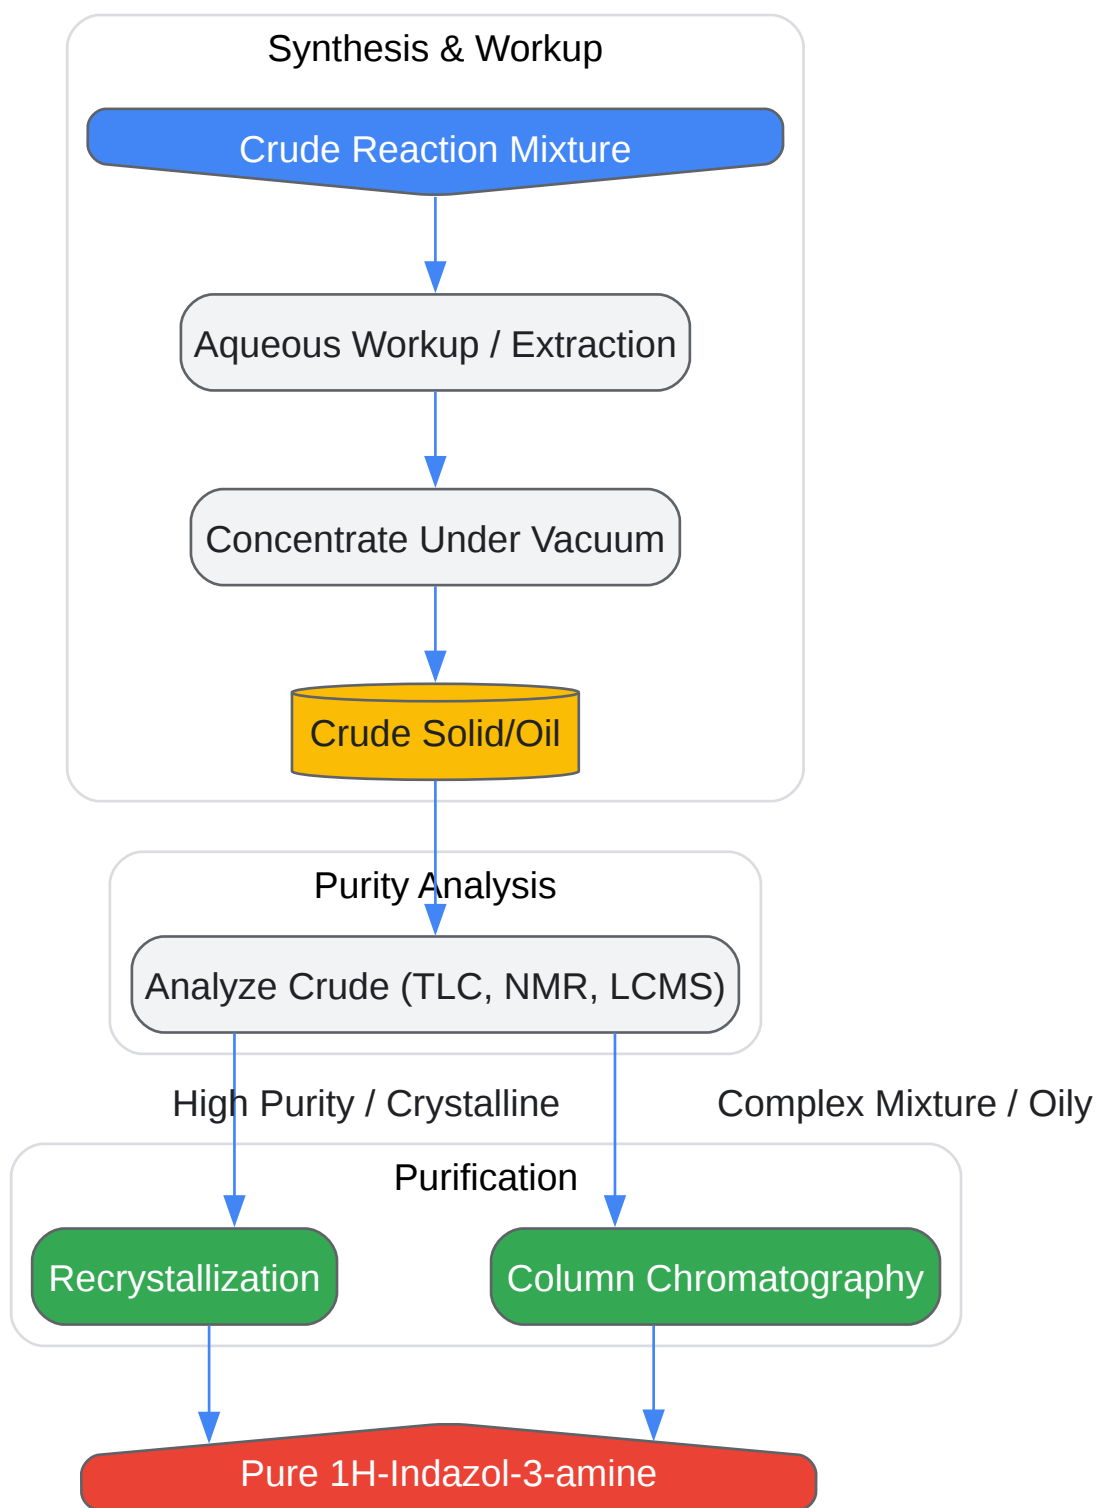 Synthesis & Workup
Crude Reaction Mixture
Aqueous Workup / Extraction
Concentrate Under Vacuum
Crude Solid/Oil
Purity Analysis
Analyze Crude (TLC, NMR, LCMS)
High Purity / Crystalline
Complex Mixture / Oily
Purification
Recrystallization
Column Chromatography
Pure 1H-Indazol-3-amine